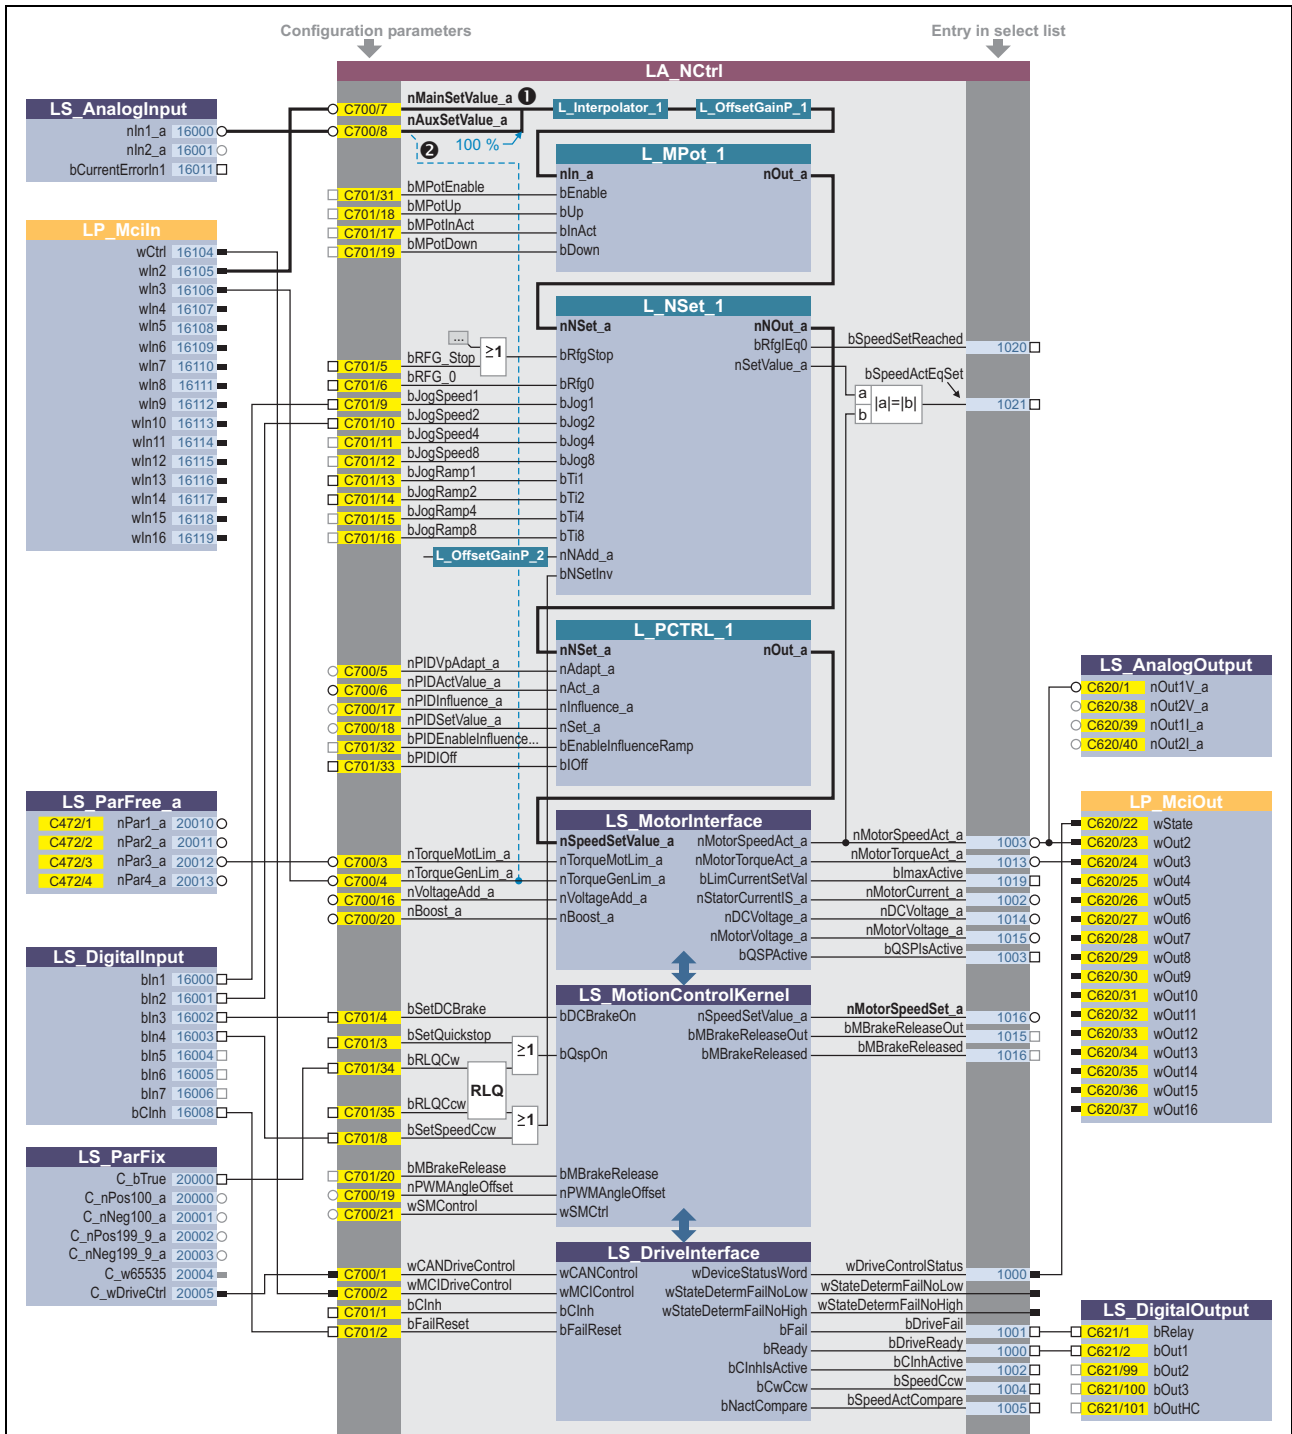 Configuration parameters
Entry in select list
LA_NCtrl
LS_AnalogInput
nIn1_a 16000
nIn2_a 16001
bCurrentErrorIn1 16011
LP_MciIn
wCtrl 16104
wIn2 16105
wIn3 16106
wIn4 16107
wIn5 16108
wIn6 16109
wIn7 16110
wIn8 16111
wIn9 16112
wIn10 16113
wIn11 16114
wIn12 16115
wIn13 16116
wIn14 16117
wIn15 16118
wIn16 16119
LS_ParFree_a
C472/1 nPar1_a 20010
C472/2 nPar2_a 20011
C472/3 nPar3_a 20012
C472/4 nPar4_a 20013
LS_DigitalInput
bIn1 16000
bIn2 16001
bIn3 16002
bIn4 16003
bIn5 16004
bIn6 16005
bIn7 16006
bCInh 16008
LS_ParFix
C_bTrue 20000
C_nPos100_a 20000
C_nNeg100_a 20001
C_nPos199_9_a 20002
C_nNeg199_9_a 20003
C_w65535 20004
C_wDriveCtrl 20005
C700/7 nMainSetValue_a ❶
C700/8 nAuxSetValue_a
❷ 100 %
L_Interpolator_1
L_OffsetGainP_1
L_MPot_1
nIn_a nOut_a
C701/31 bMPotEnable bEnable
C701/18 bMPotUp bUp
C701/17 bMPotInAct bInAct
C701/19 bMPotDown bDown
L_NSet_1
nNSet_a nNOut_a
bRfgIEq0 bSpeedSetReached 1020
nSetValue_a
bSpeedActEqSet
a
b
|a|=|b|
1021
...
≥1
C701/5 bRFG_Stop bRfgStop
C701/6 bRFG_0 bRfg0
C701/9 bJogSpeed1 bJog1
C701/10 bJogSpeed2 bJog2
C701/11 bJogSpeed4 bJog4
C701/12 bJogSpeed8 bJog8
C701/13 bJogRamp1 bTi1
C701/14 bJogRamp2 bTi2
C701/15 bJogRamp4 bTi4
C701/16 bJogRamp8 bTi8
L_OffsetGainP_2 nNAdd_a
bNSetInv
L_PCTRL_1
nNSet_a nOut_a
C700/5 nPIDVpAdapt_a nAdapt_a
C700/6 nPIDActValue_a nAct_a
C700/17 nPIDInfluence_a nInfluence_a
C700/18 nPIDSetValue_a nSet_a
C701/32 bPIDEnableInfluence... bEnableInfluenceRamp
C701/33 bPIDIOff bIOff
LS_MotorInterface
nSpeedSetValue_a nMotorSpeedAct_a nMotorSpeedAct_a 1003
C700/3 nTorqueMotLim_a nTorqueMotLim_a nMotorTorqueAct_a nMotorTorqueAct_a 1013
C700/4 nTorqueGenLim_a nTorqueGenLim_a bLimCurrentSetVal bImaxActive 1019
C700/16 nVoltageAdd_a nVoltageAdd_a nStatorCurrentIS_a nMotorCurrent_a 1002
C700/20 nBoost_a nBoost_a nDCVoltage_a nDCVoltage_a 1014
nMotorVoltage_a nMotorVoltage_a 1015
bQSPActive bQSPIsActive 1003
LS_MotionControlKernel
C701/4 bSetDCBrake bDCBrakeOn nSpeedSetValue_a nMotorSpeedSet_a 1016
bMBrakeReleaseOut bMBrakeReleaseOut 1015
bMBrakeReleased bMBrakeReleased 1016
C701/3 bSetQuickstop ≥1 bQspOn
C701/34 bRLQCw
RLQ
C701/35 bRLQCcw
≥1
C701/8 bSetSpeedCcw
C701/20 bMBrakeRelease bMBrakeRelease
C700/19 nPWMAngleOffset nPWMAngleOffset
C700/21 wSMControl wSMCtrl
LS_DriveInterface
C700/1 wCANDriveControl wCANControl wDeviceStatusWord wDriveControlStatus 1000
C700/2 wMCIDriveControl wMCIControl wStateDetermFailNoLow wStateDetermFailNoLow
C701/1 bCInh bCInh wStateDetermFailNoHigh wStateDetermFailNoHigh
C701/2 bFailReset bFailReset bFail bDriveFail 1001
bReady bDriveReady 1000
bCInhIsActive bCInhActive 1002
bCwCcw bSpeedCcw 1004
bNactCompare bSpeedActCompare 1005
LS_AnalogOutput
C620/1 nOut1V_a
C620/38 nOut2V_a
C620/39 nOut1I_a
C620/40 nOut2I_a
LP_MciOut
C620/22 wState
C620/23 wOut2
C620/24 wOut3
C620/25 wOut4
C620/26 wOut5
C620/27 wOut6
C620/28 wOut7
C620/29 wOut8
C620/30 wOut9
C620/31 wOut10
C620/32 wOut11
C620/33 wOut12
C620/34 wOut13
C620/35 wOut14
C620/36 wOut15
C620/37 wOut16
LS_DigitalOutput
C621/1 bRelay
C621/2 bOut1
C621/99 bOut2
C621/100 bOut3
C621/101 bOutHC